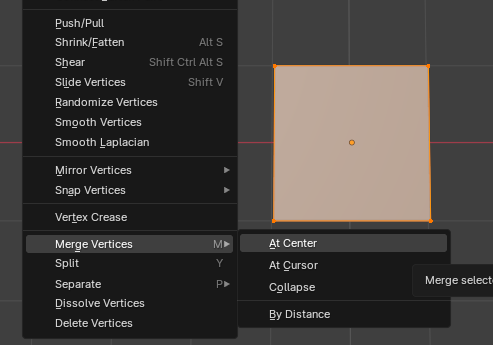 Push/Pull
Shrink/Fatten Alt S
Shear Shift Ctrl Alt S
Slide Vertices Shift V
Randomize Vertices
Smooth Vertices
Smooth Laplacian
Mirror Vertices
Snap Vertices
Vertex Crease
Merge Vertices M
Split Y
Separate P
Dissolve Vertices
Delete Vertices
At Center
At Cursor
Collapse
By Distance
Merge select